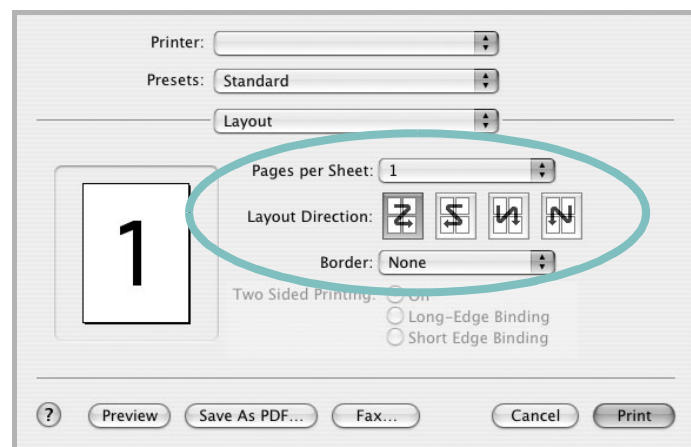 Printer:
Presets: Standard
Layout
Pages per Sheet: 1
Layout Direction:
Border: None
1
Two Sided Printing: Off
Long-Edge Binding
Short Edge Binding
? Preview Save As PDF... Fax... Cancel Print